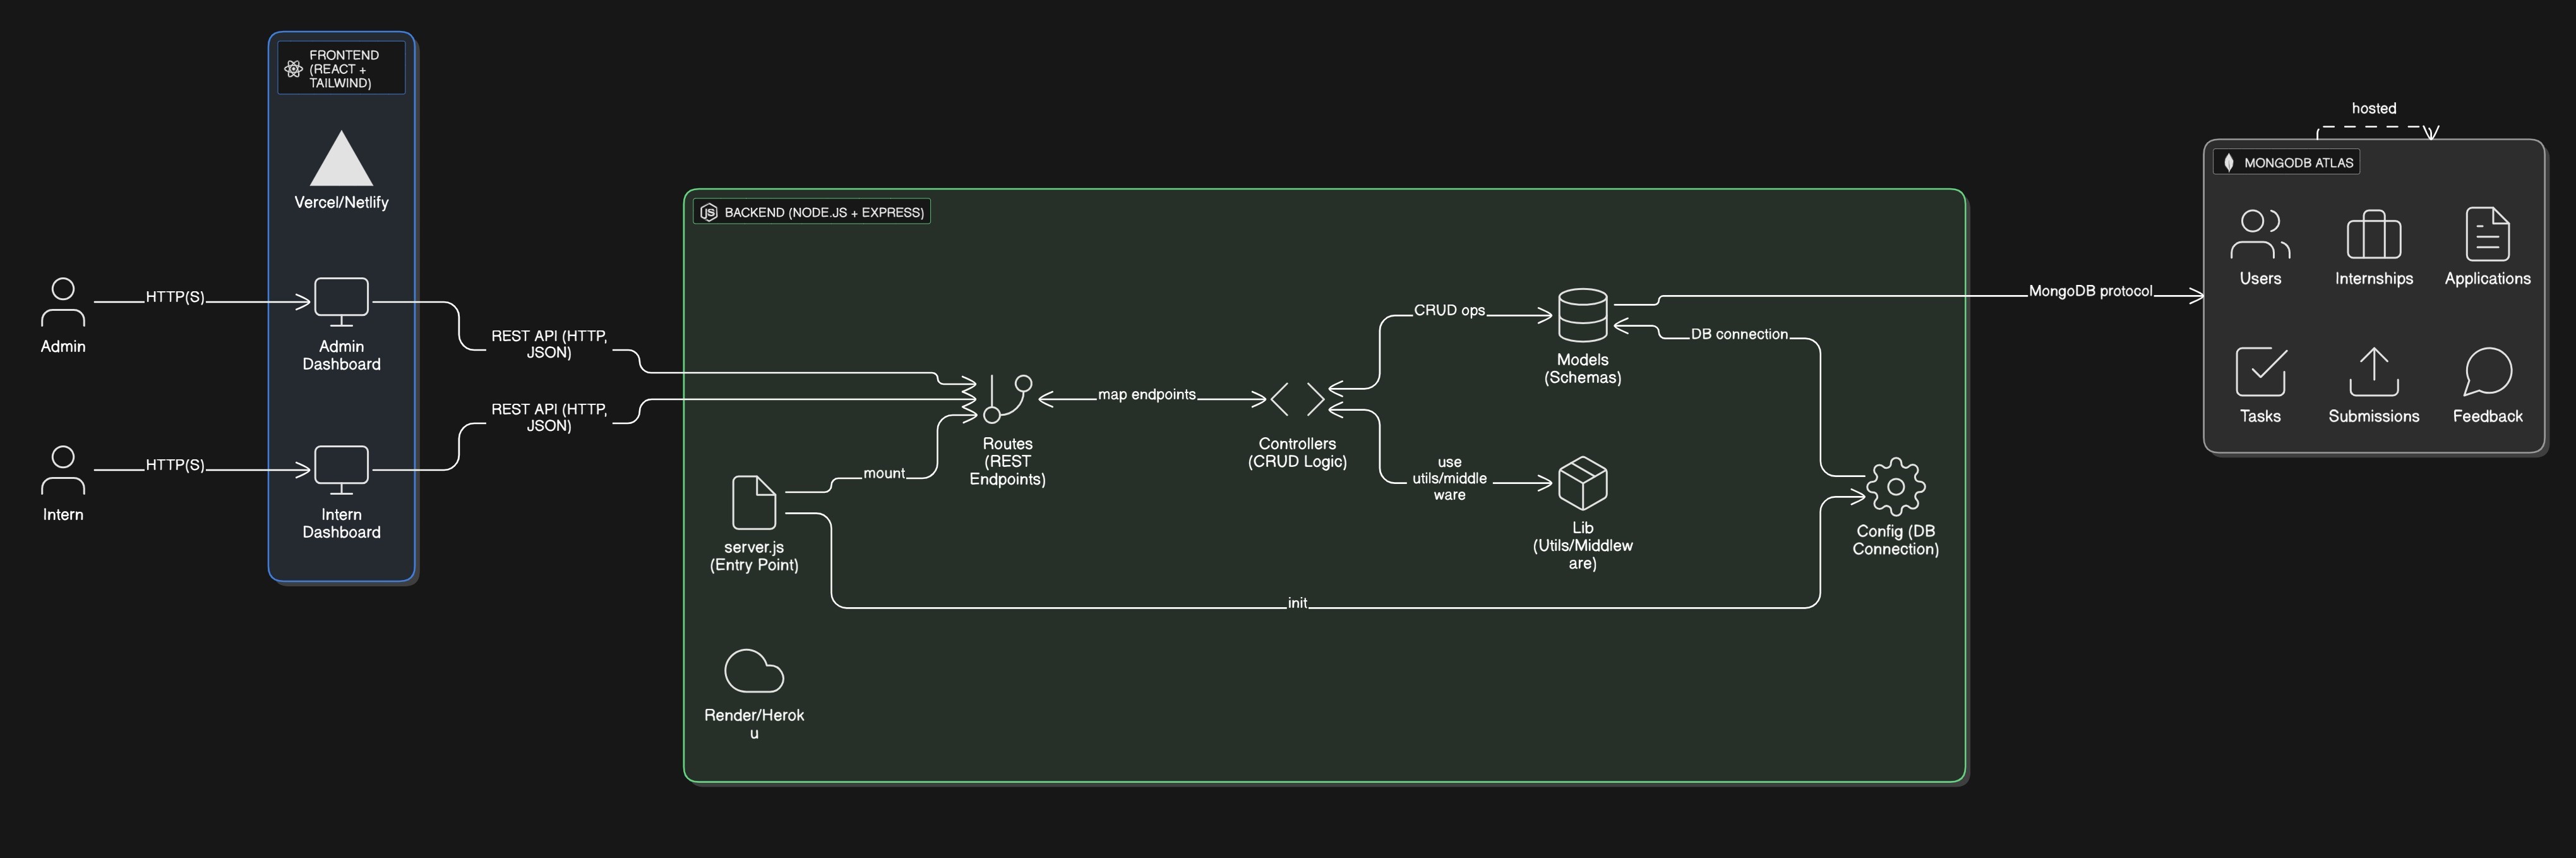 FRONTEND
(REACT +
TAILWIND)
Vercel/Netlify
Admin
HTTP(S)
Admin
Dashboard
Intern
HTTP(S)
Intern
Dashboard
REST API (HTTP,
JSON)
REST API (HTTP,
JSON)
BACKEND (NODE.JS + EXPRESS)
JS
server.js
(Entry Point)
mount
Routes
(REST
Endpoints)
map endpoints
Controllers
(CRUD Logic)
CRUD ops
use
utils/middle
ware
Models
(Schemas)
Lib
(Utils/Middlew
are)
DB connection
Config (DB
Connection)
init
Render/Herok
u
MongoDB protocol
hosted
MONGODB ATLAS
Users
Internships
Applications
Tasks
Submissions
Feedback